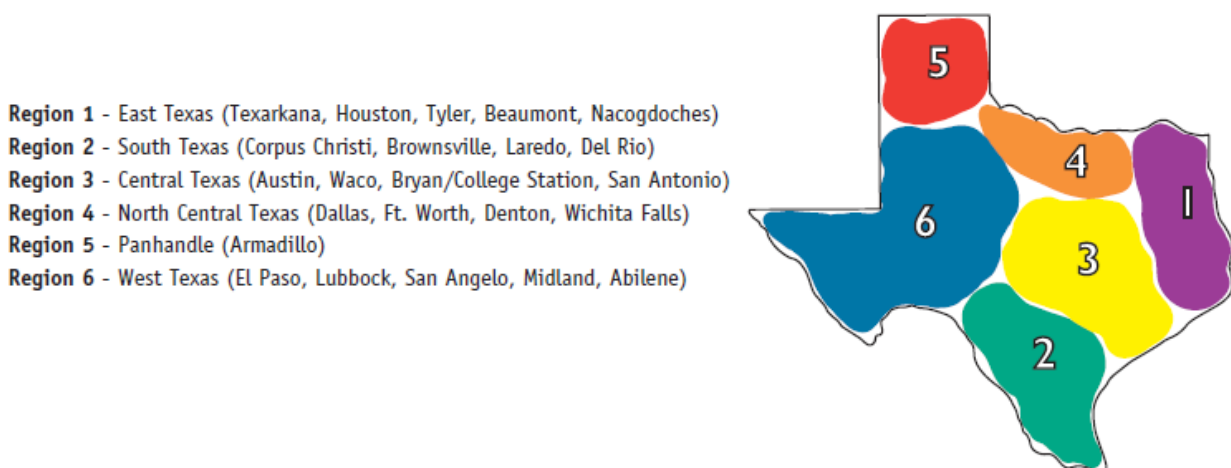 Region 1 - East Texas (Texarkana, Houston, Tyler, Beaumont, Nacogdoches)
Region 2 - South Texas (Corpus Christi, Brownsville, Laredo, Del Rio)
Region 3 - Central Texas (Austin, Waco, Bryan/College Station, San Antonio)
Region 4 - North Central Texas (Dallas, Ft. Worth, Denton, Wichita Falls)
Region 5 - Panhandle (Armadillo)
Region 6 - West Texas (El Paso, Lubbock, San Angelo, Midland, Abilene)
5
4
1
6
3
2